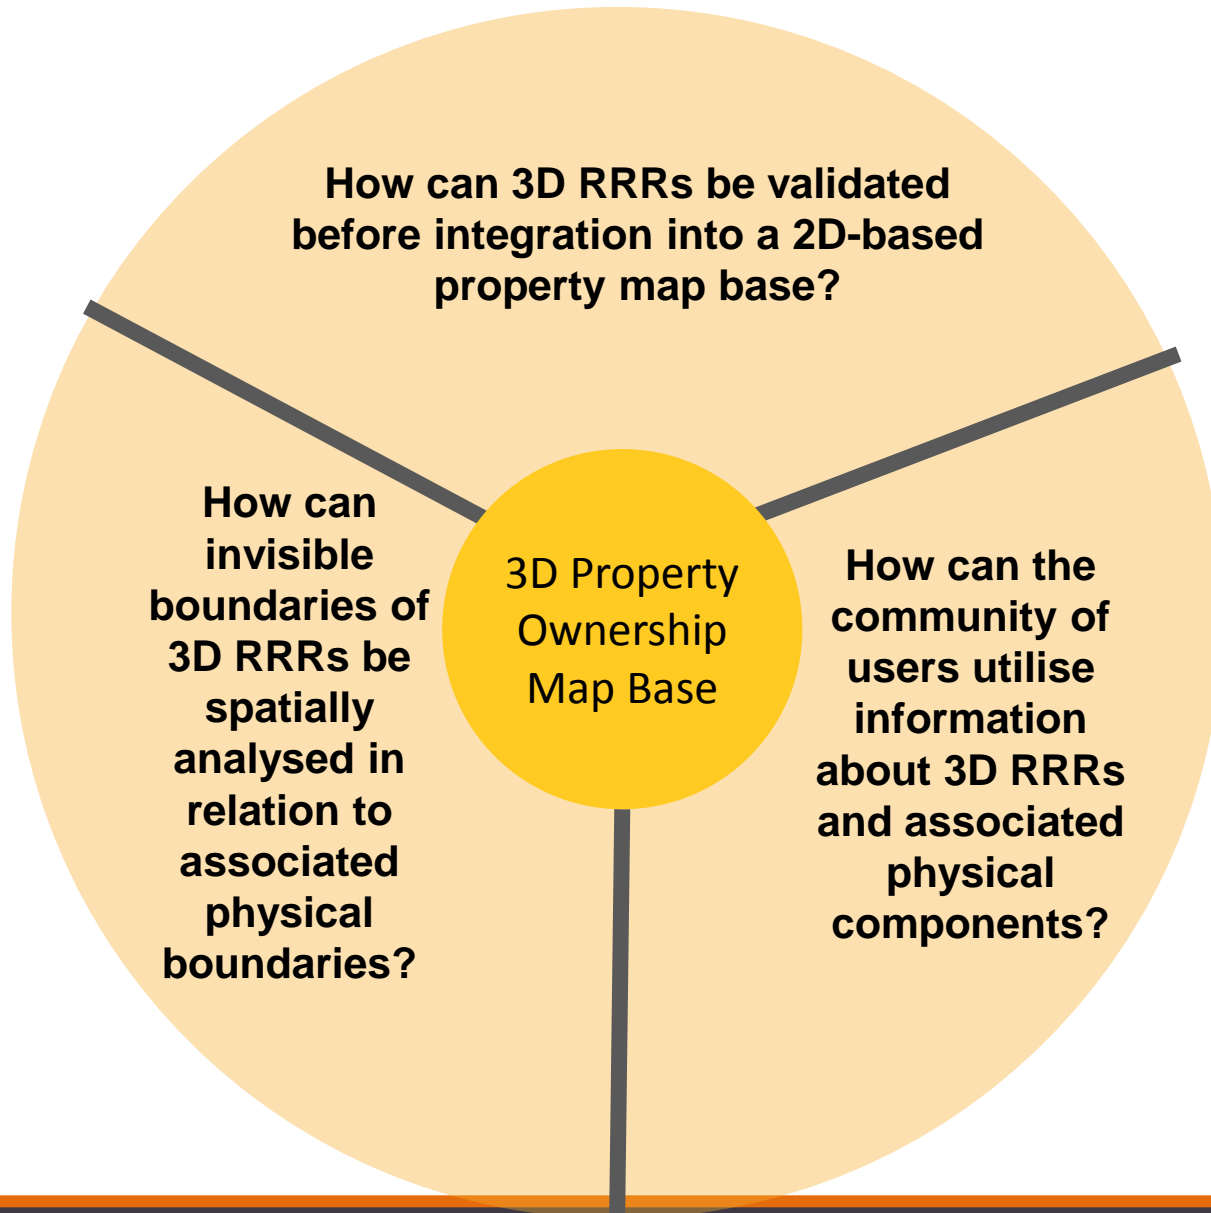 How can 3D RRRs be validated
before integration into a 2D-based
property map base?
How can
invisible
boundaries of
3D RRRs be
spatially
analysed in
relation to
associated
physical
boundaries?
3D Property
Ownership
Map Base
How can the
community of
users utilise
information
about 3D RRRs
and associated
physical
components?